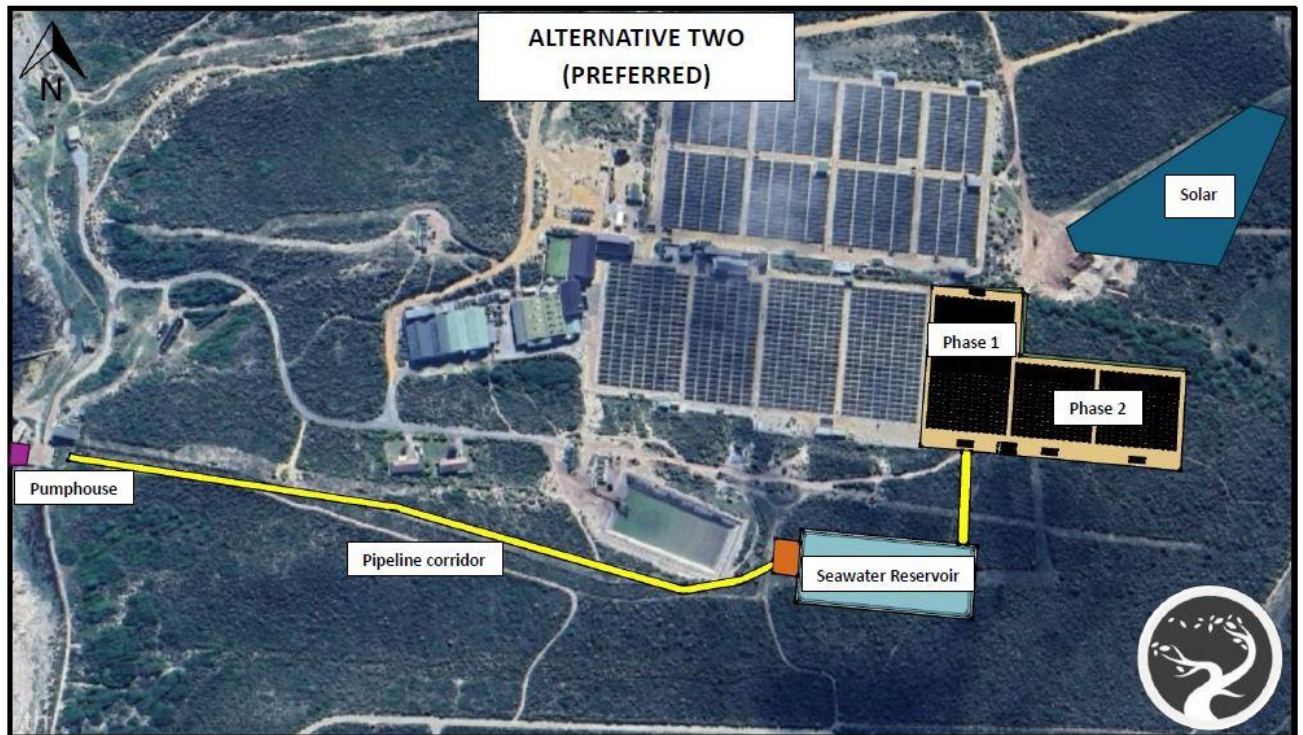 ALTERNATIVE TWO
(PREFERRED)
N
Solar
Phase 1
Phase 2
Pumphouse
Pipeline corridor
Seawater Reservoir